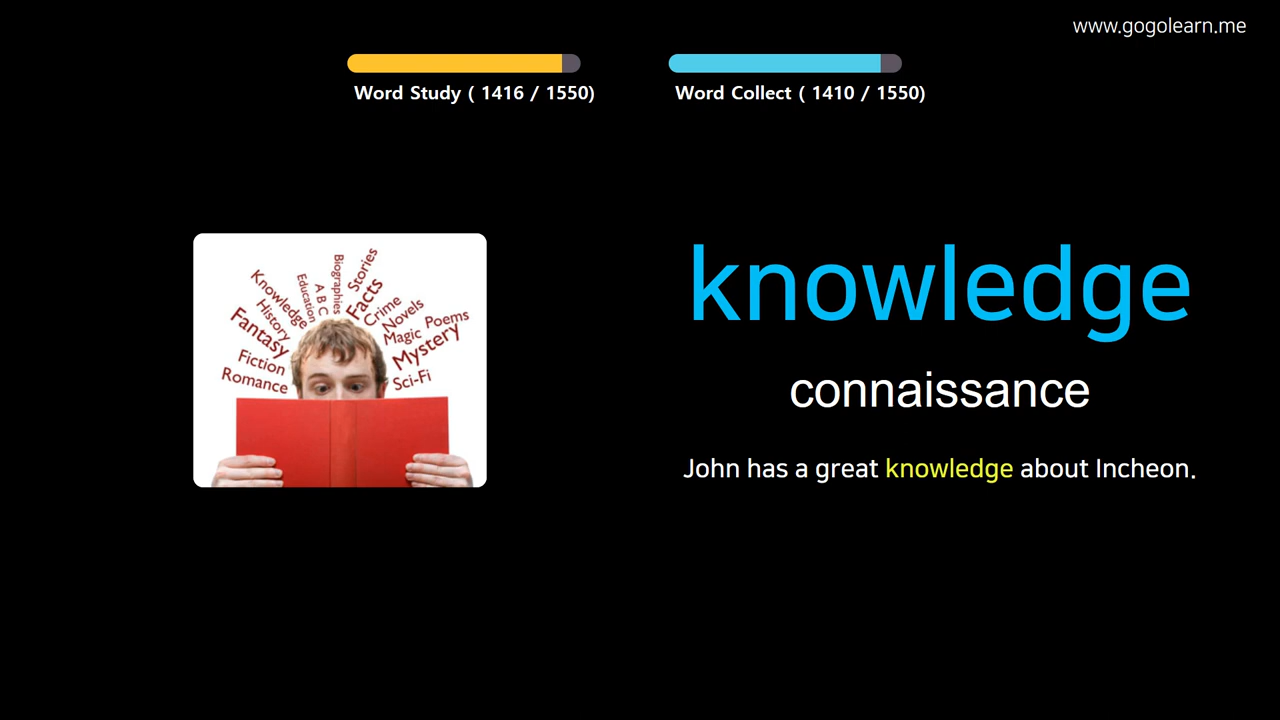 www.gogolearn.me
Word Study ( 1416 / 1550)
Word Collect ( 1410 / 1550)
Knowledge
History
Fantasy
Fiction
Romance
Education
A B C
Biographies
Stories
Facts
Crime
Novels
Magic
Poems
Mystery
Sci-Fi
knowledge
connaissance
John has a great knowledge about Incheon.